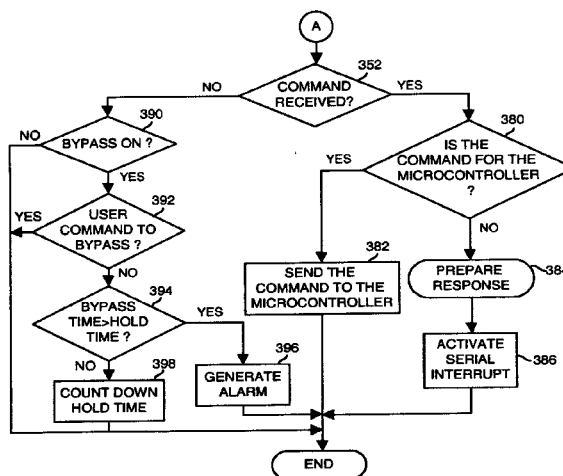 A
COMMAND
RECEIVED?
352
NO
YES
390
BYPASS ON ?
NO
YES
380
IS THE
COMMAND FOR THE
MICROCONTROLLER
?
YES
NO
392
USER
COMMAND TO
BYPASS ?
YES
NO
382
SEND THE
COMMAND TO THE
MICROCONTROLLER
PREPARE
RESPONSE
394
BYPASS
TIME>HOLD
TIME ?
YES
NO
396
GENERATE
ALARM
ACTIVATE
SERIAL
INTERRUPT
386
398
COUNT DOWN
HOLD TIME
END